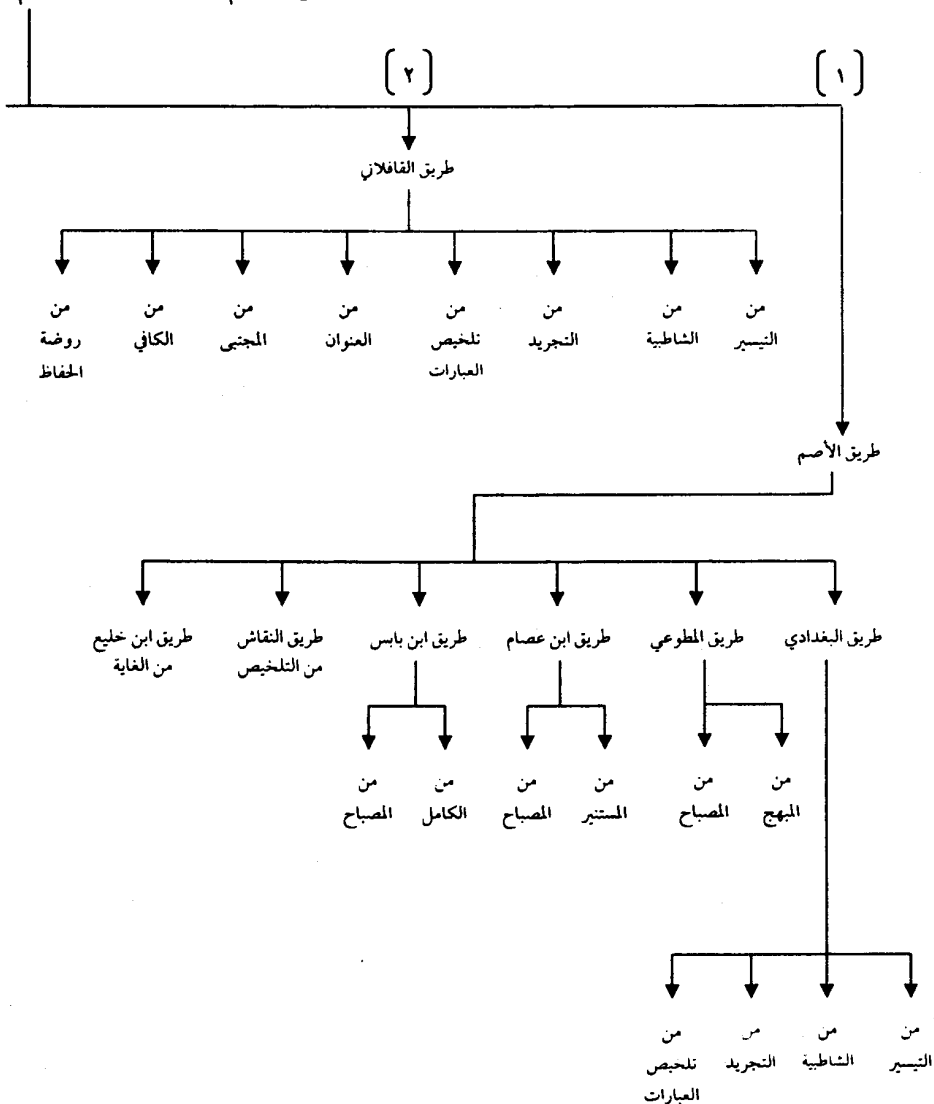 [ ١ ]
[ ٢ ]
طريق القافلاني
من التيسير
من الشاطبية
من التجريد
من تلخيص العبارات
من العنوان
من المجتبى
من الكافي
من روضة الحفاظ
طريق الأصم
طريق البغدادي
طريق المطوعي
طريق ابن عصام
طريق ابن بابس
طريق النقاش
من التلخيص
طريق ابن خليع
من الغاية
من المبهج
من المصباح
من المستنير
من المصباح
من الكامل
من المصباح
من التيسير
من الشاطبية
من التجريد
من تلخيص العبارات